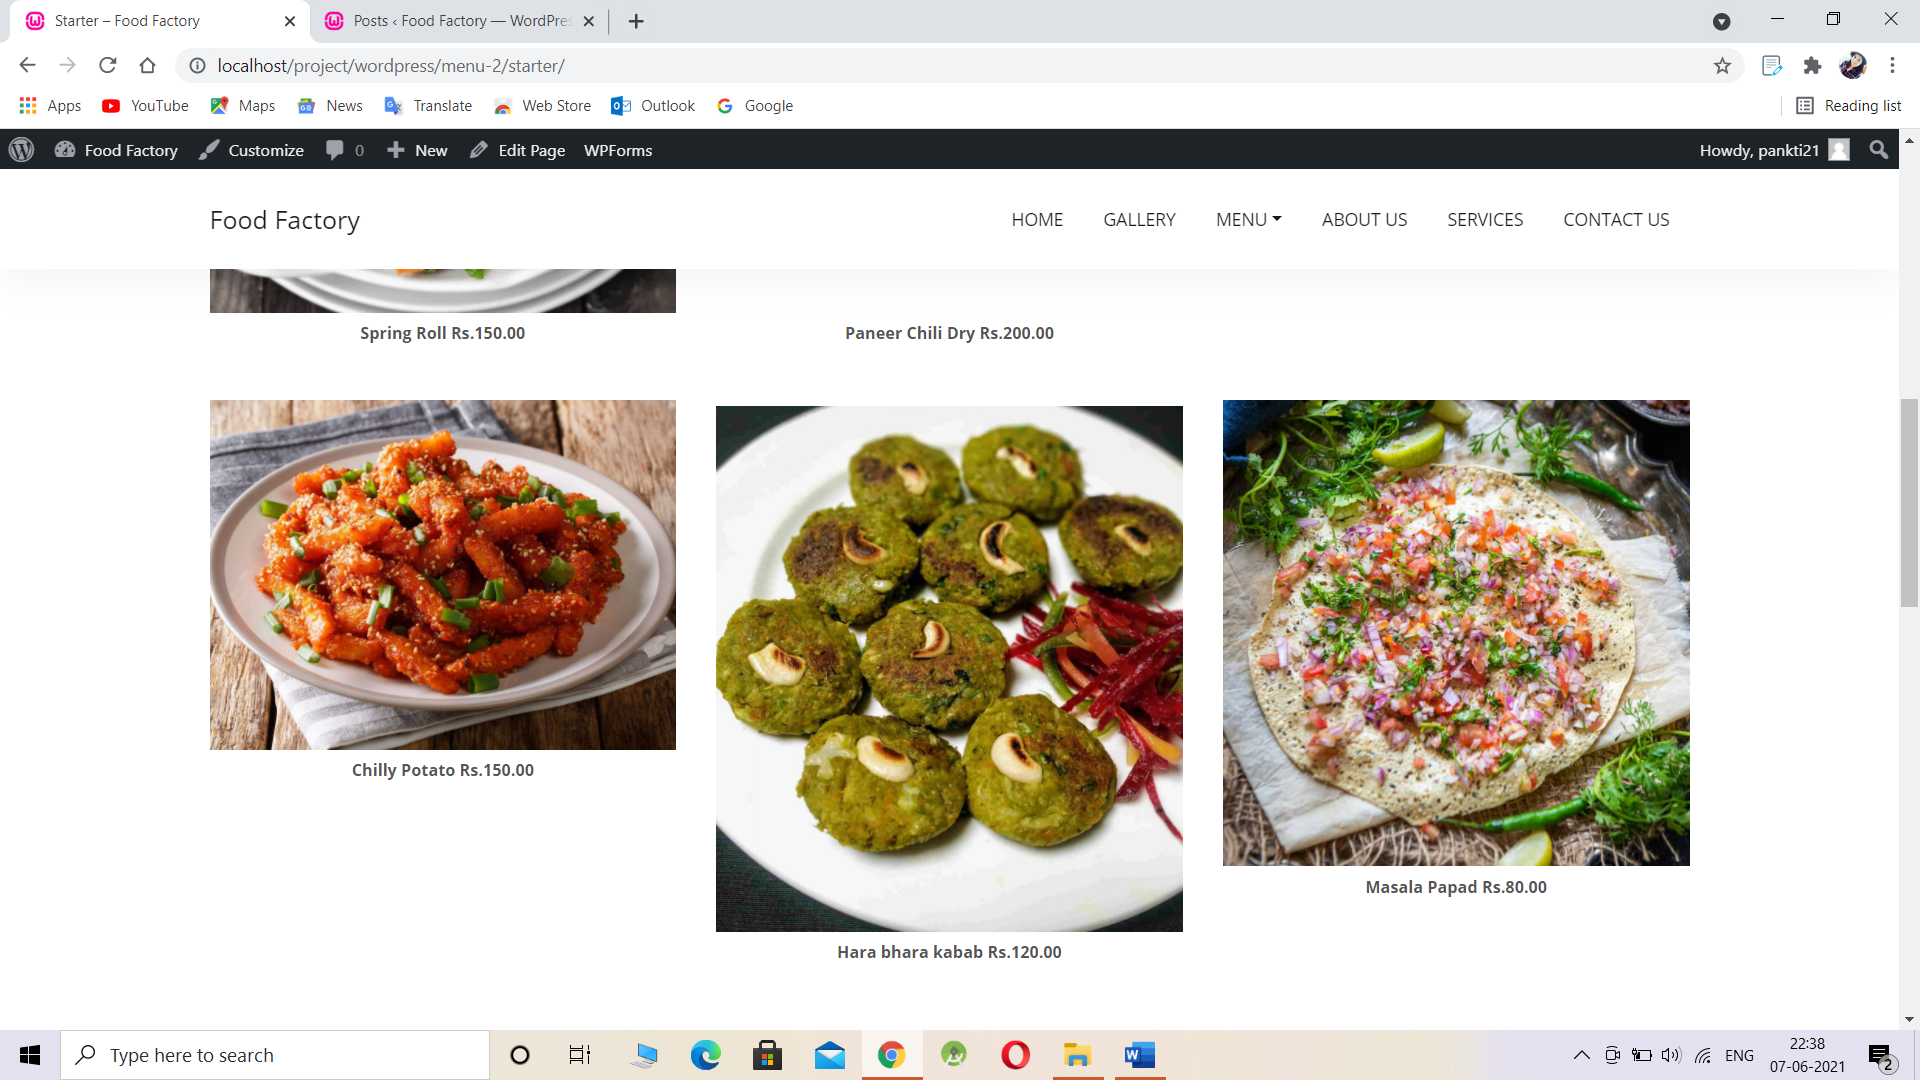 Starter – Food Factory
Posts ‹ Food Factory — WordPres
localhost/project/wordpress/menu-2/starter/
Apps YouTube Maps News Translate Web Store Outlook Google Reading list
Food Factory Customize 0 New Edit Page WPForms Howdy, pankti21
Food Factory HOME GALLERY MENU ABOUT US SERVICES CONTACT US
Spring Roll Rs.150.00
Paneer Chili Dry Rs.200.00
Chilly Potato Rs.150.00
Masala Papad Rs.80.00
Hara bhara kabab Rs.120.00
Type here to search
ENG
22:38
07-06-2021
2